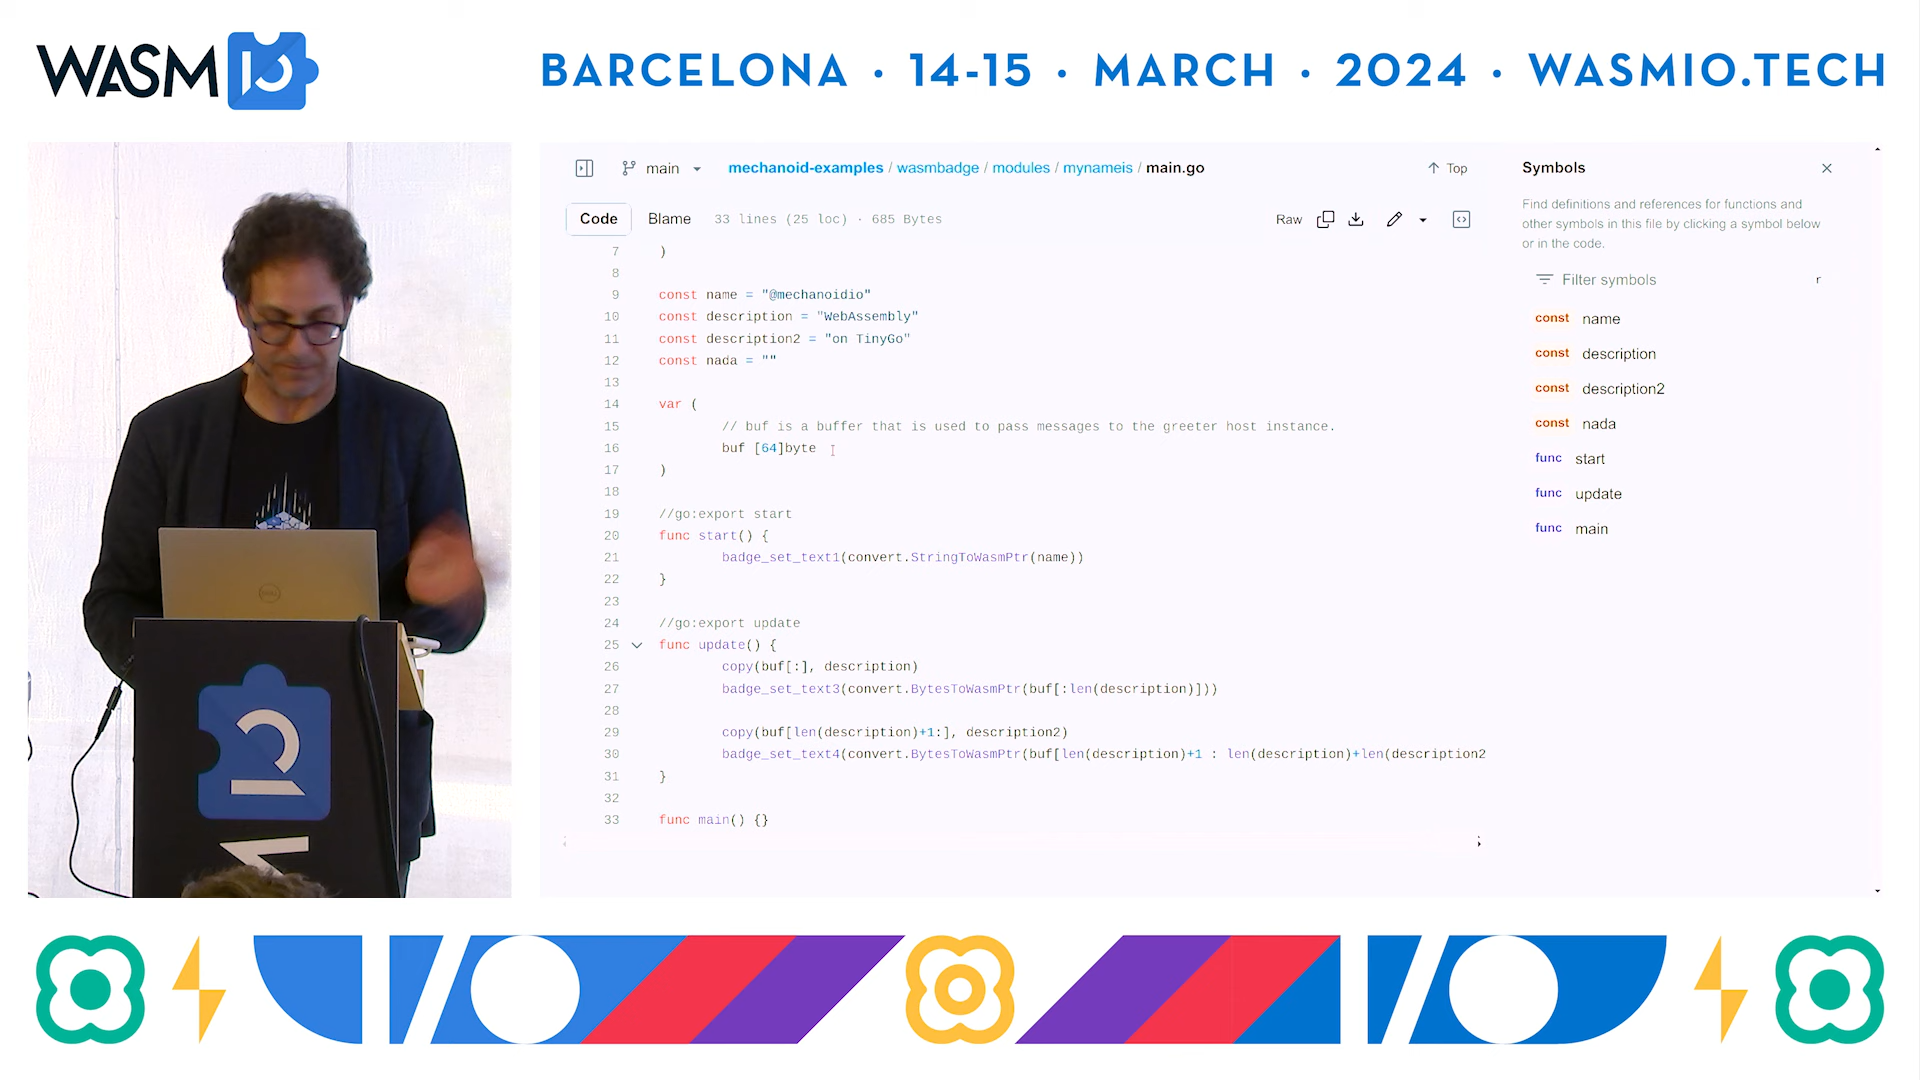 WASM IO
BARCELONA · 14-15 · MARCH · 2024 · WASMIO.TECH
main mechanoid-examples / wasmbadge / modules / mynameis / main.go Top
Code Blame 33 lines (25 loc) · 685 Bytes Raw
7 )
8
9 const name = "@mechanoidio"
10 const description = "WebAssembly"
11 const description2 = "on TinyGo"
12 const nada = ""
13
14 var (
15 // buf is a buffer that is used to pass messages to the greeter host instance.
16 buf [64]byte
17 )
18
19 //go:export start
20 func start() {
21 badge_set_text1(convert.StringToWasmPtr(name))
22 }
23
24 //go:export update
25 func update() {
26 copy(buf[:], description)
27 badge_set_text3(convert.BytesToWasmPtr(buf[:len(description)]))
28
29 copy(buf[len(description)+1:], description2)
30 badge_set_text4(convert.BytesToWasmPtr(buf[len(description)+1 : len(description)+len(description2
31 }
32
33 func main() {}
Symbols
Find definitions and references for functions and
other symbols in this file by clicking a symbol below
or in the code.
Filter symbols r
const name
const description
const description2
const nada
func start
func update
func main
DELL
IO
M